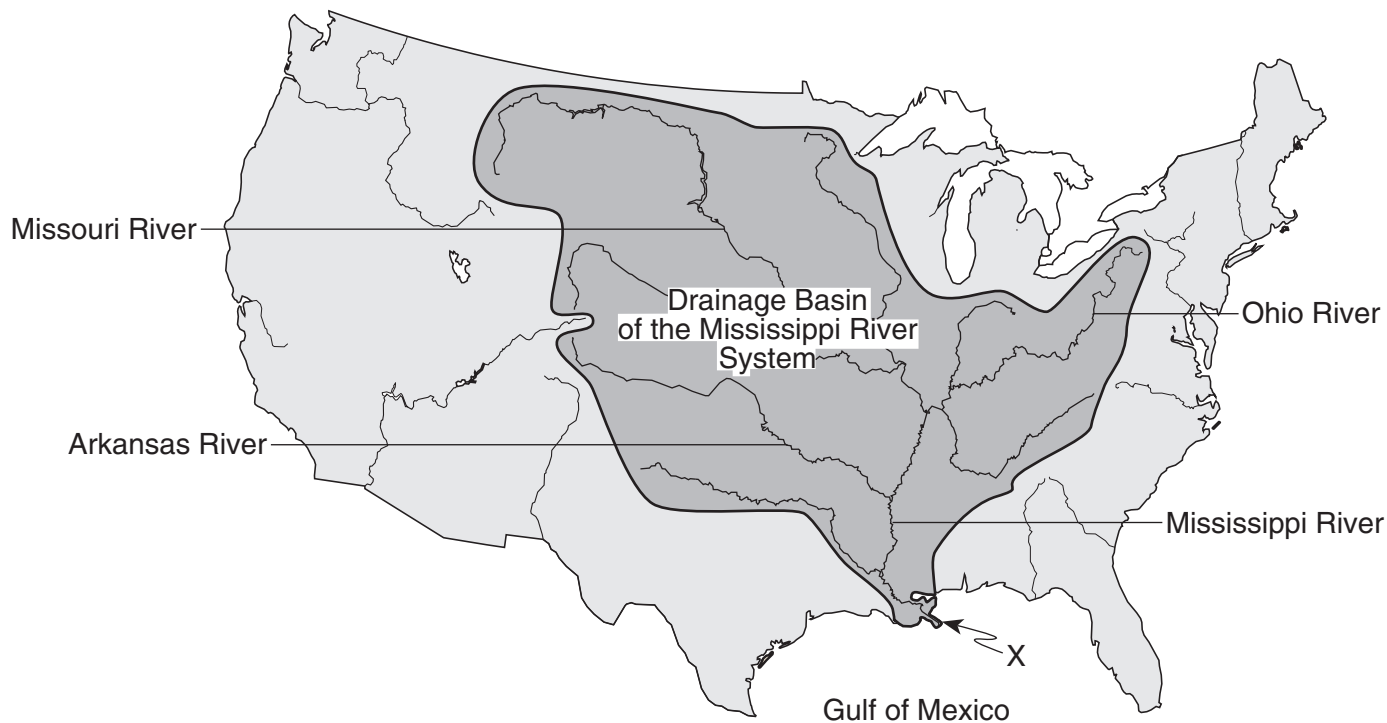 Missouri River
Drainage Basin
of the Mississippi River
System
Ohio River
Arkansas River
Mississippi River
X
Gulf of Mexico